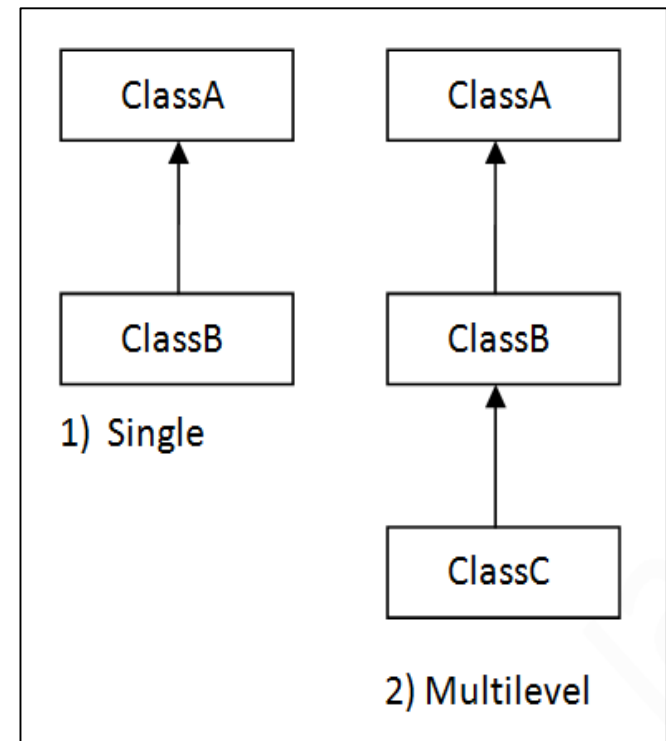 ClassA
ClassB
1) Single
ClassA
ClassB
ClassC
2) Multilevel